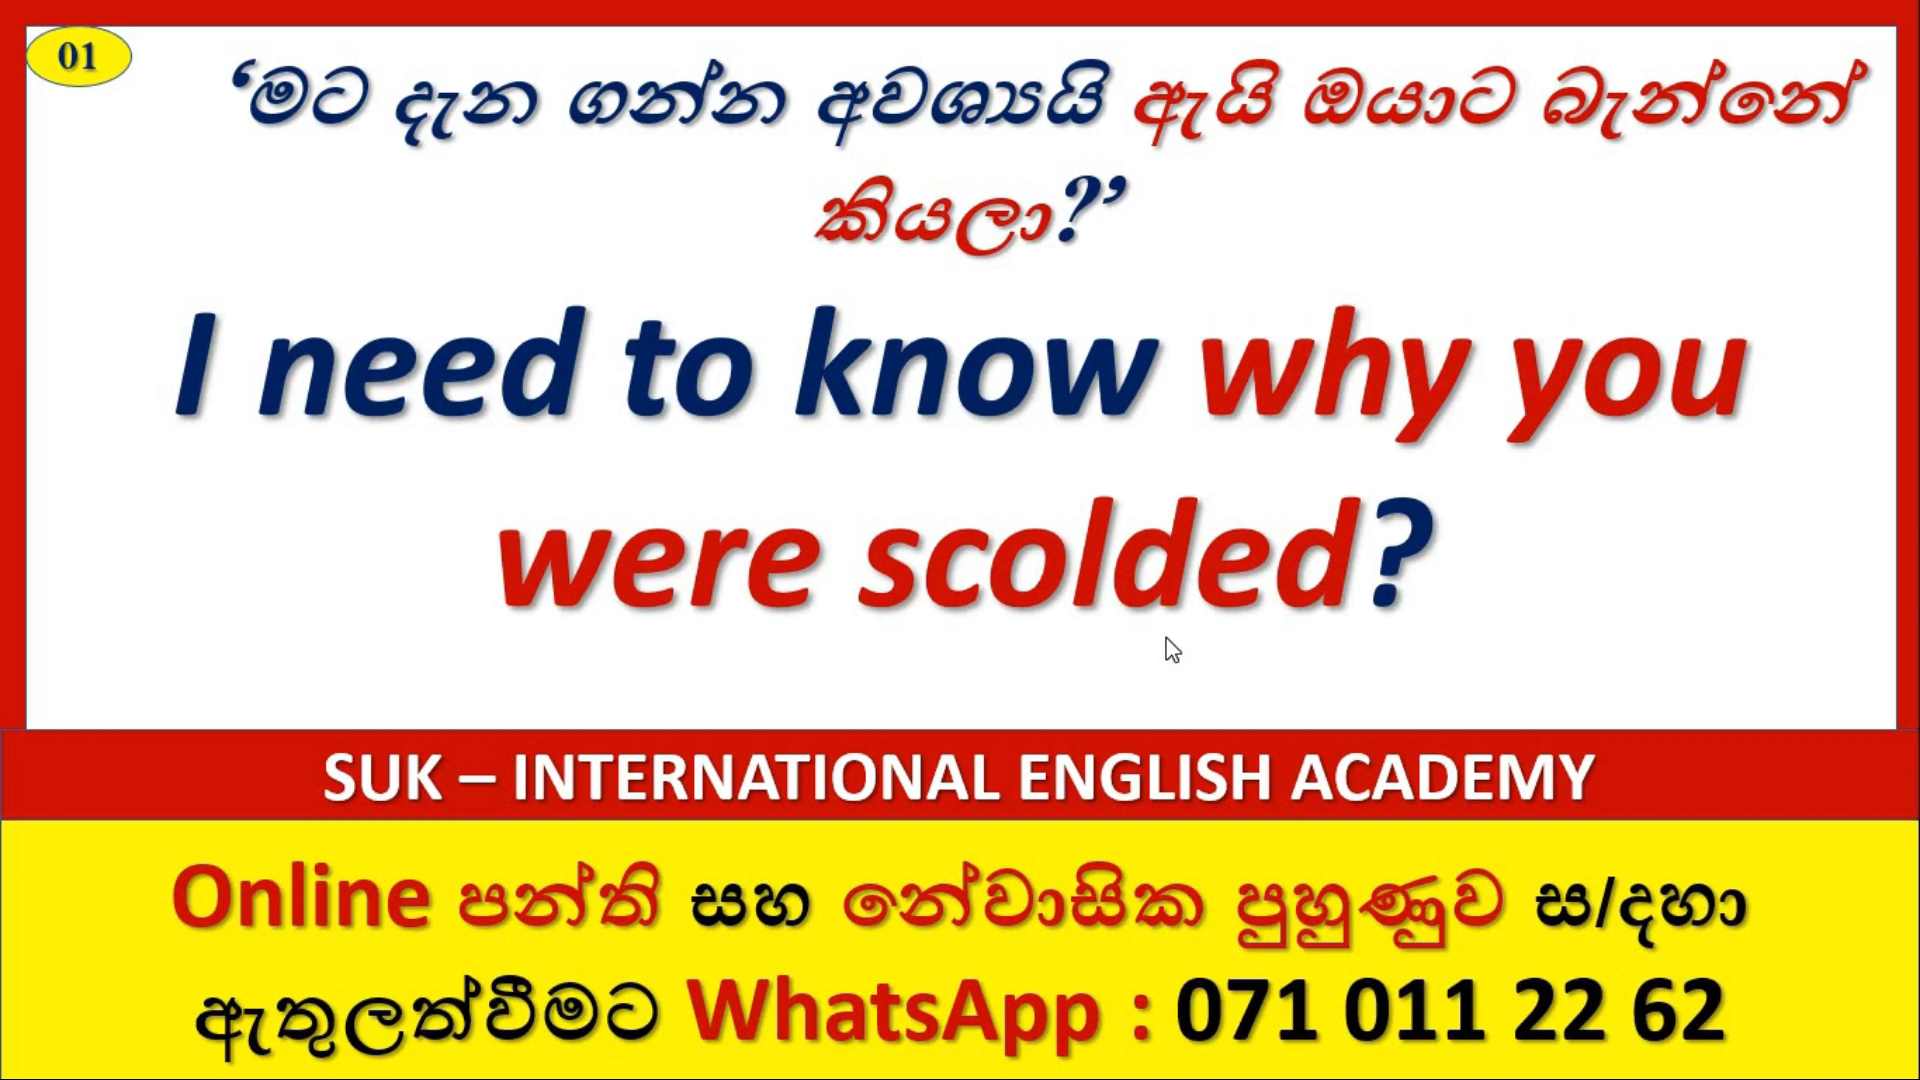 01
‘මට දැන ගන්න අවශ්‍යයි ඇයි ඔයාට බැන්නේ
කියලා?’
I need to know why you
were scolded?
SUK – INTERNATIONAL ENGLISH ACADEMY
Online පන්ති සහ නේවාසික පුහුණුව ස/දහා
ඇතුලත්වීමට WhatsApp : 071 011 22 62